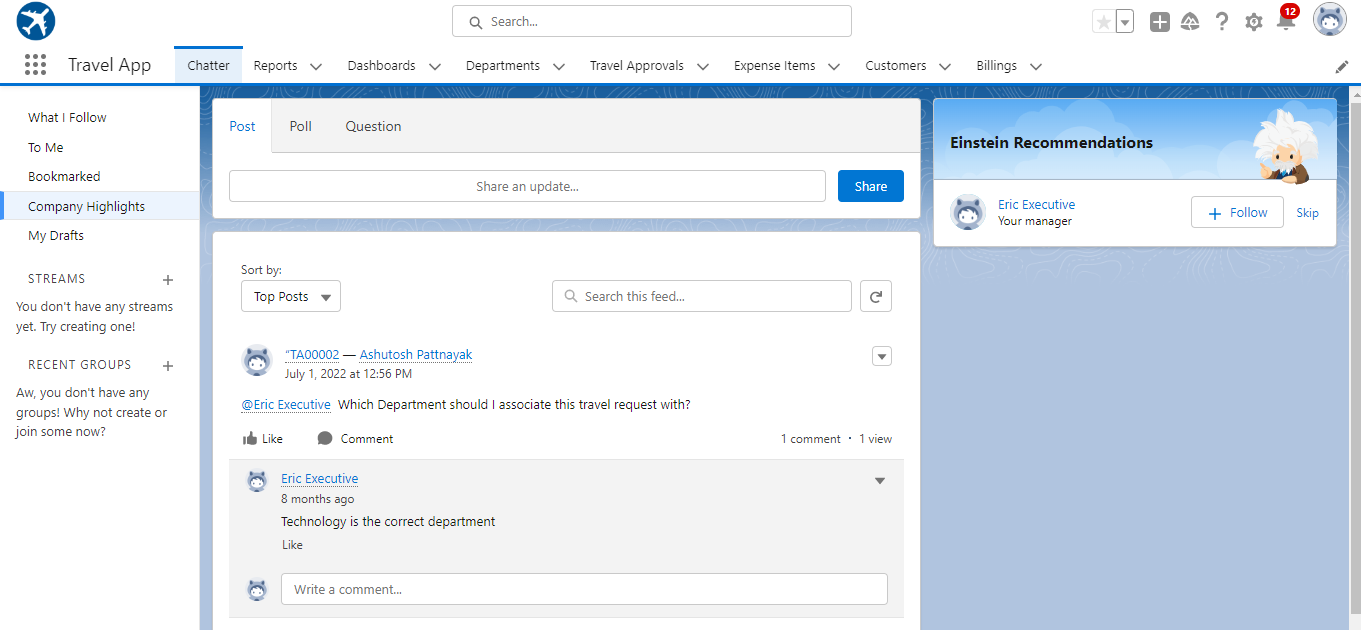 Search...
12
Travel App
Chatter
Reports
Dashboards
Departments
Travel Approvals
Expense Items
Customers
Billings
What I Follow
To Me
Bookmarked
Company Highlights
My Drafts
STREAMS
You don't have any streams
yet. Try creating one!
RECENT GROUPS
Aw, you don't have any
groups! Why not create or
join some now?
Post
Poll
Question
Share an update...
Share
Sort by:
Top Posts
Search this feed...
"TA00002 — Ashutosh Pattnayak
July 1, 2022 at 12:56 PM
@Eric Executive Which Department should I associate this travel request with?
Like
Comment
1 comment · 1 view
Eric Executive
8 months ago
Technology is the correct department
Like
Write a comment...
Einstein Recommendations
Eric Executive
Your manager
Follow
Skip